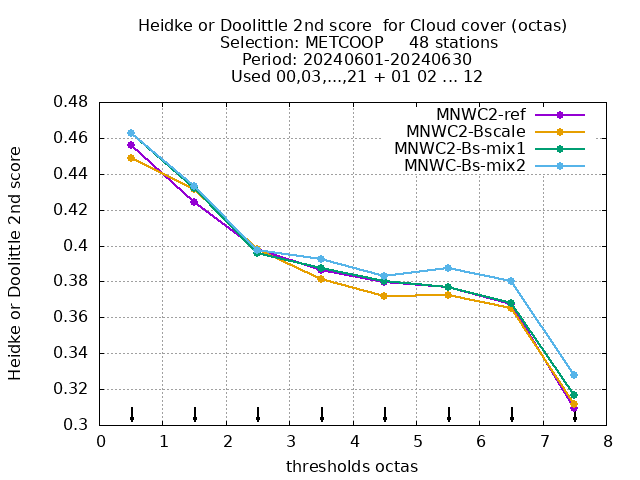 Heidke or Doolittle 2nd score  for Cloud cover (octas)
Selection: METCOOP     48 stations
Period: 20240601-20240630
Used 00,03,...,21 + 01 02 ... 12
MNWC2-ref
MNWC2-Bscale
MNWC2-Bs-mix1
MNWC-Bs-mix2
Heidke or Doolittle 2nd score
0.48
0.46
0.44
0.42
0.4
0.38
0.36
0.34
0.32
0.3
0 1 2 3 4 5 6 7 8
thresholds octas